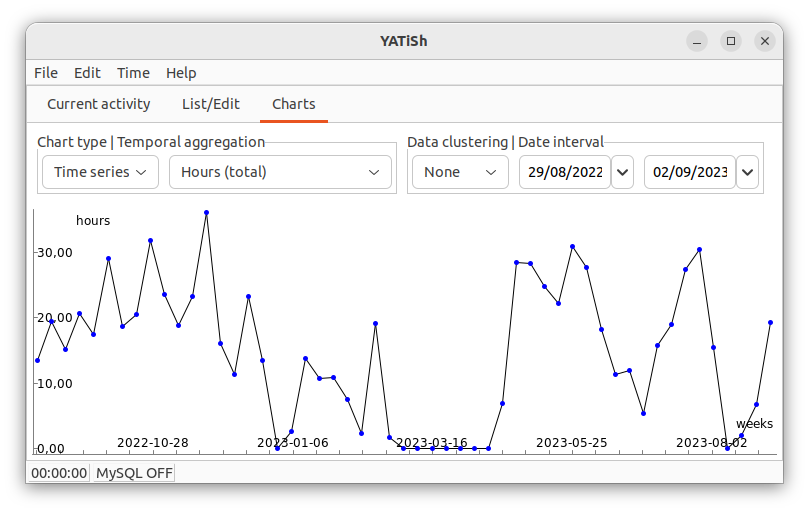 YATiSh
File Edit Time Help
Current activity List/Edit Charts
Chart type | Temporal aggregation Data clustering | Date interval
Time series Hours (total) None 29/08/2022 02/09/2023
hours
30,00
20,00
10,00
weeks
0,00 2022-10-28 2023-01-06 2023-03-16 2023-05-25 2023-08-02
00:00:00 MySQL OFF